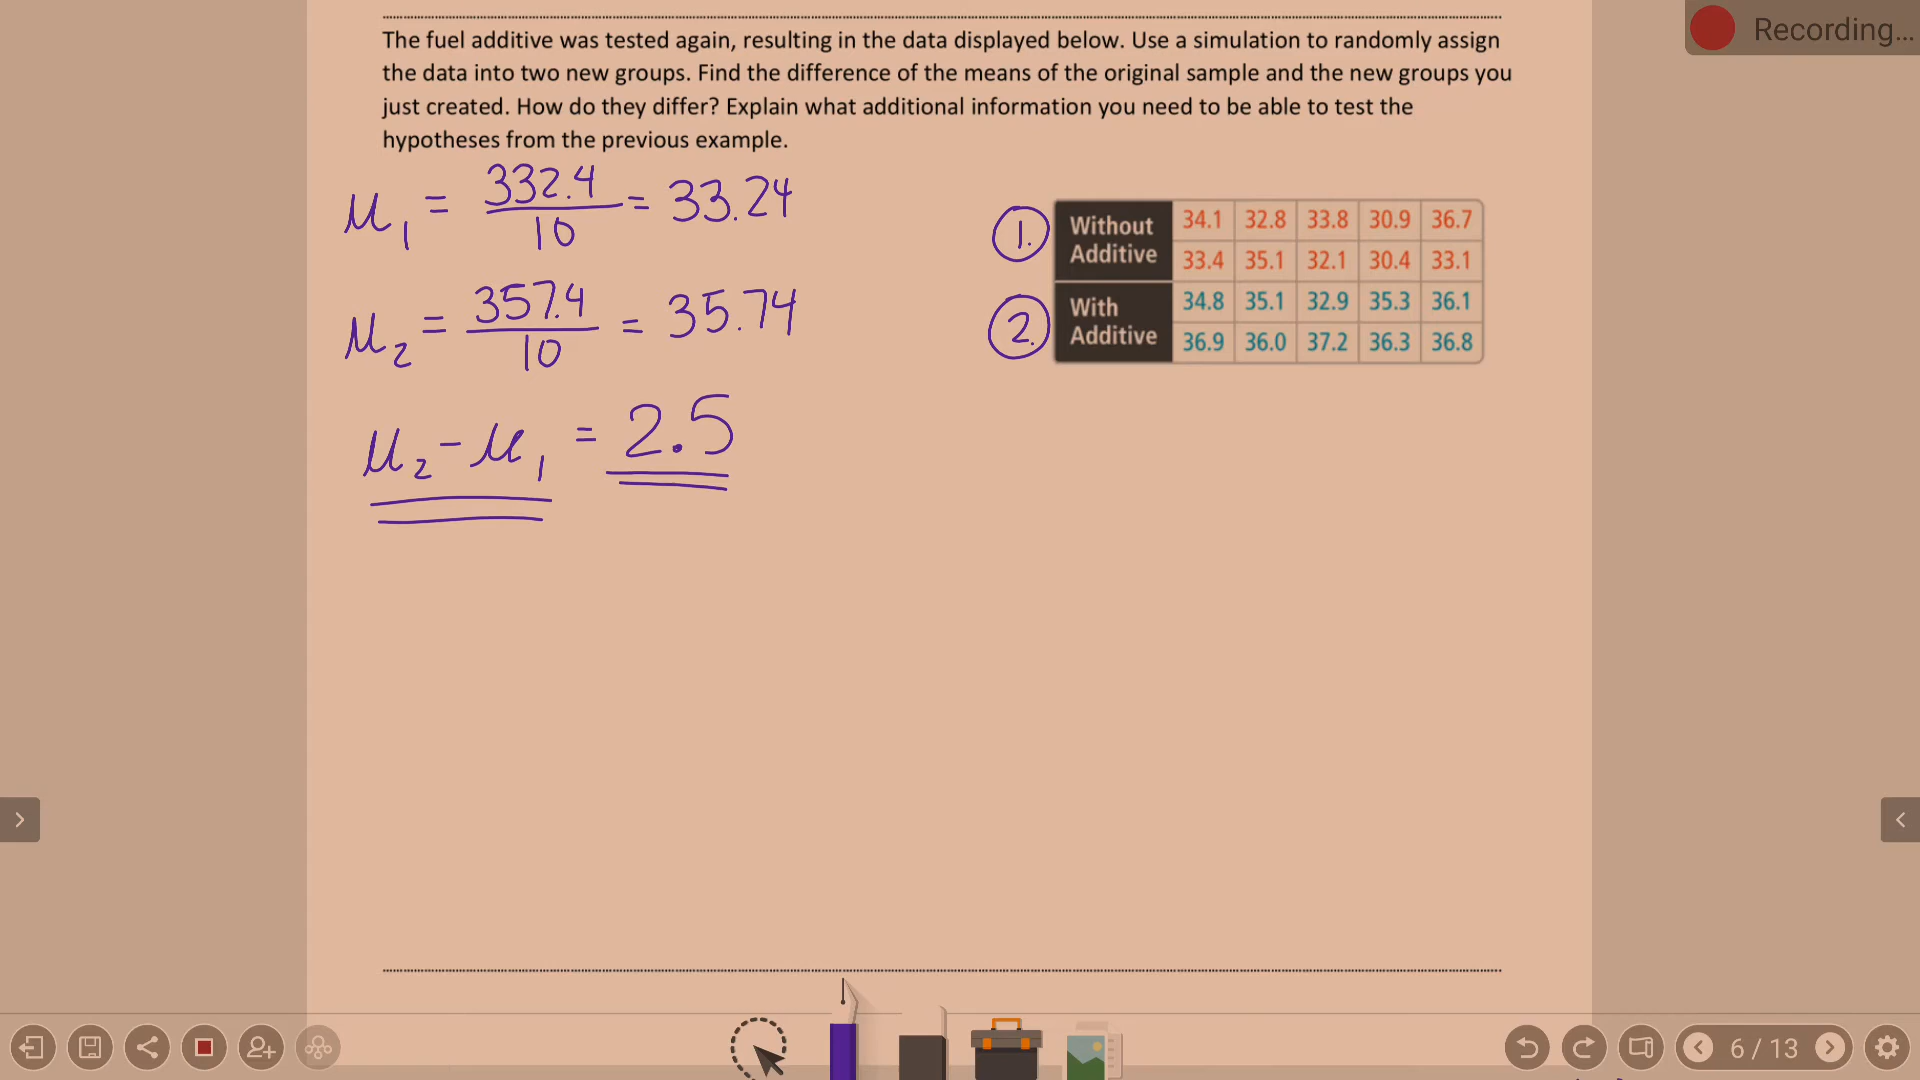 Recording...
The fuel additive was tested again, resulting in the data displayed below. Use a simulation to randomly assign
the data into two new groups. Find the difference of the means of the original sample and the new groups you
just created. How do they differ? Explain what additional information you need to be able to test the
hypotheses from the previous example.
μ₁ = 332.4/10 = 33.24
μ₂ = 357.4/10 = 35.74
μ₂ - μ₁ = 2.5
1. Without Additive 34.1 32.8 33.8 30.9 36.7
33.4 35.1 32.1 30.4 33.1
2. With Additive 34.8 35.1 32.9 35.3 36.1
36.9 36.0 37.2 36.3 36.8
6 / 13